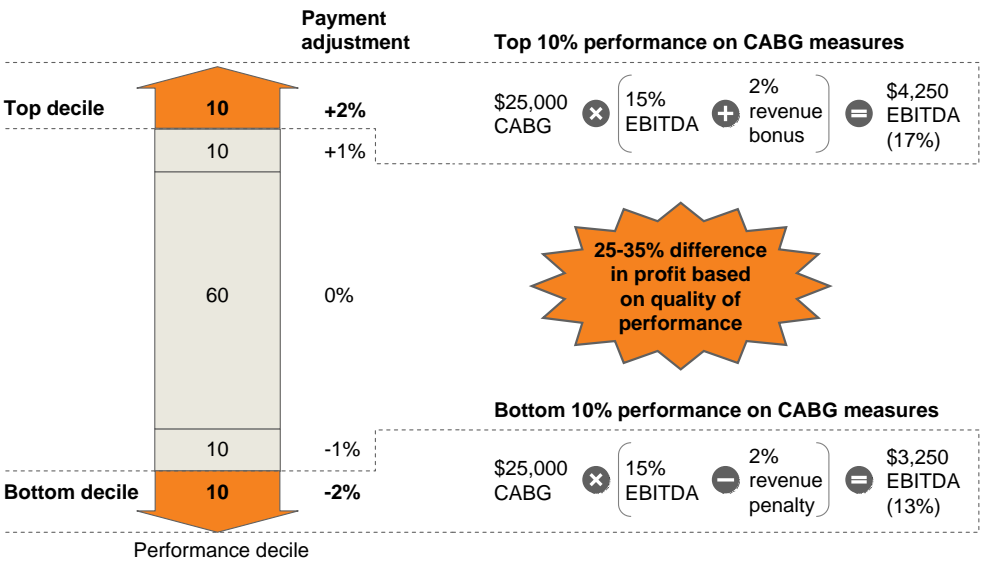 Payment
adjustment
Top decile
10
+2%
10
+1%
60
0%
10
-1%
Bottom decile
10
-2%
Performance decile
Top 10% performance on CABG measures
$25,000
CABG
×
15%
EBITDA
+
2%
revenue
bonus
=
$4,250
EBITDA
(17%)
25-35% difference
in profit based
on quality of
performance
Bottom 10% performance on CABG measures
$25,000
CABG
×
15%
EBITDA
−
2%
revenue
penalty
=
$3,250
EBITDA
(13%)